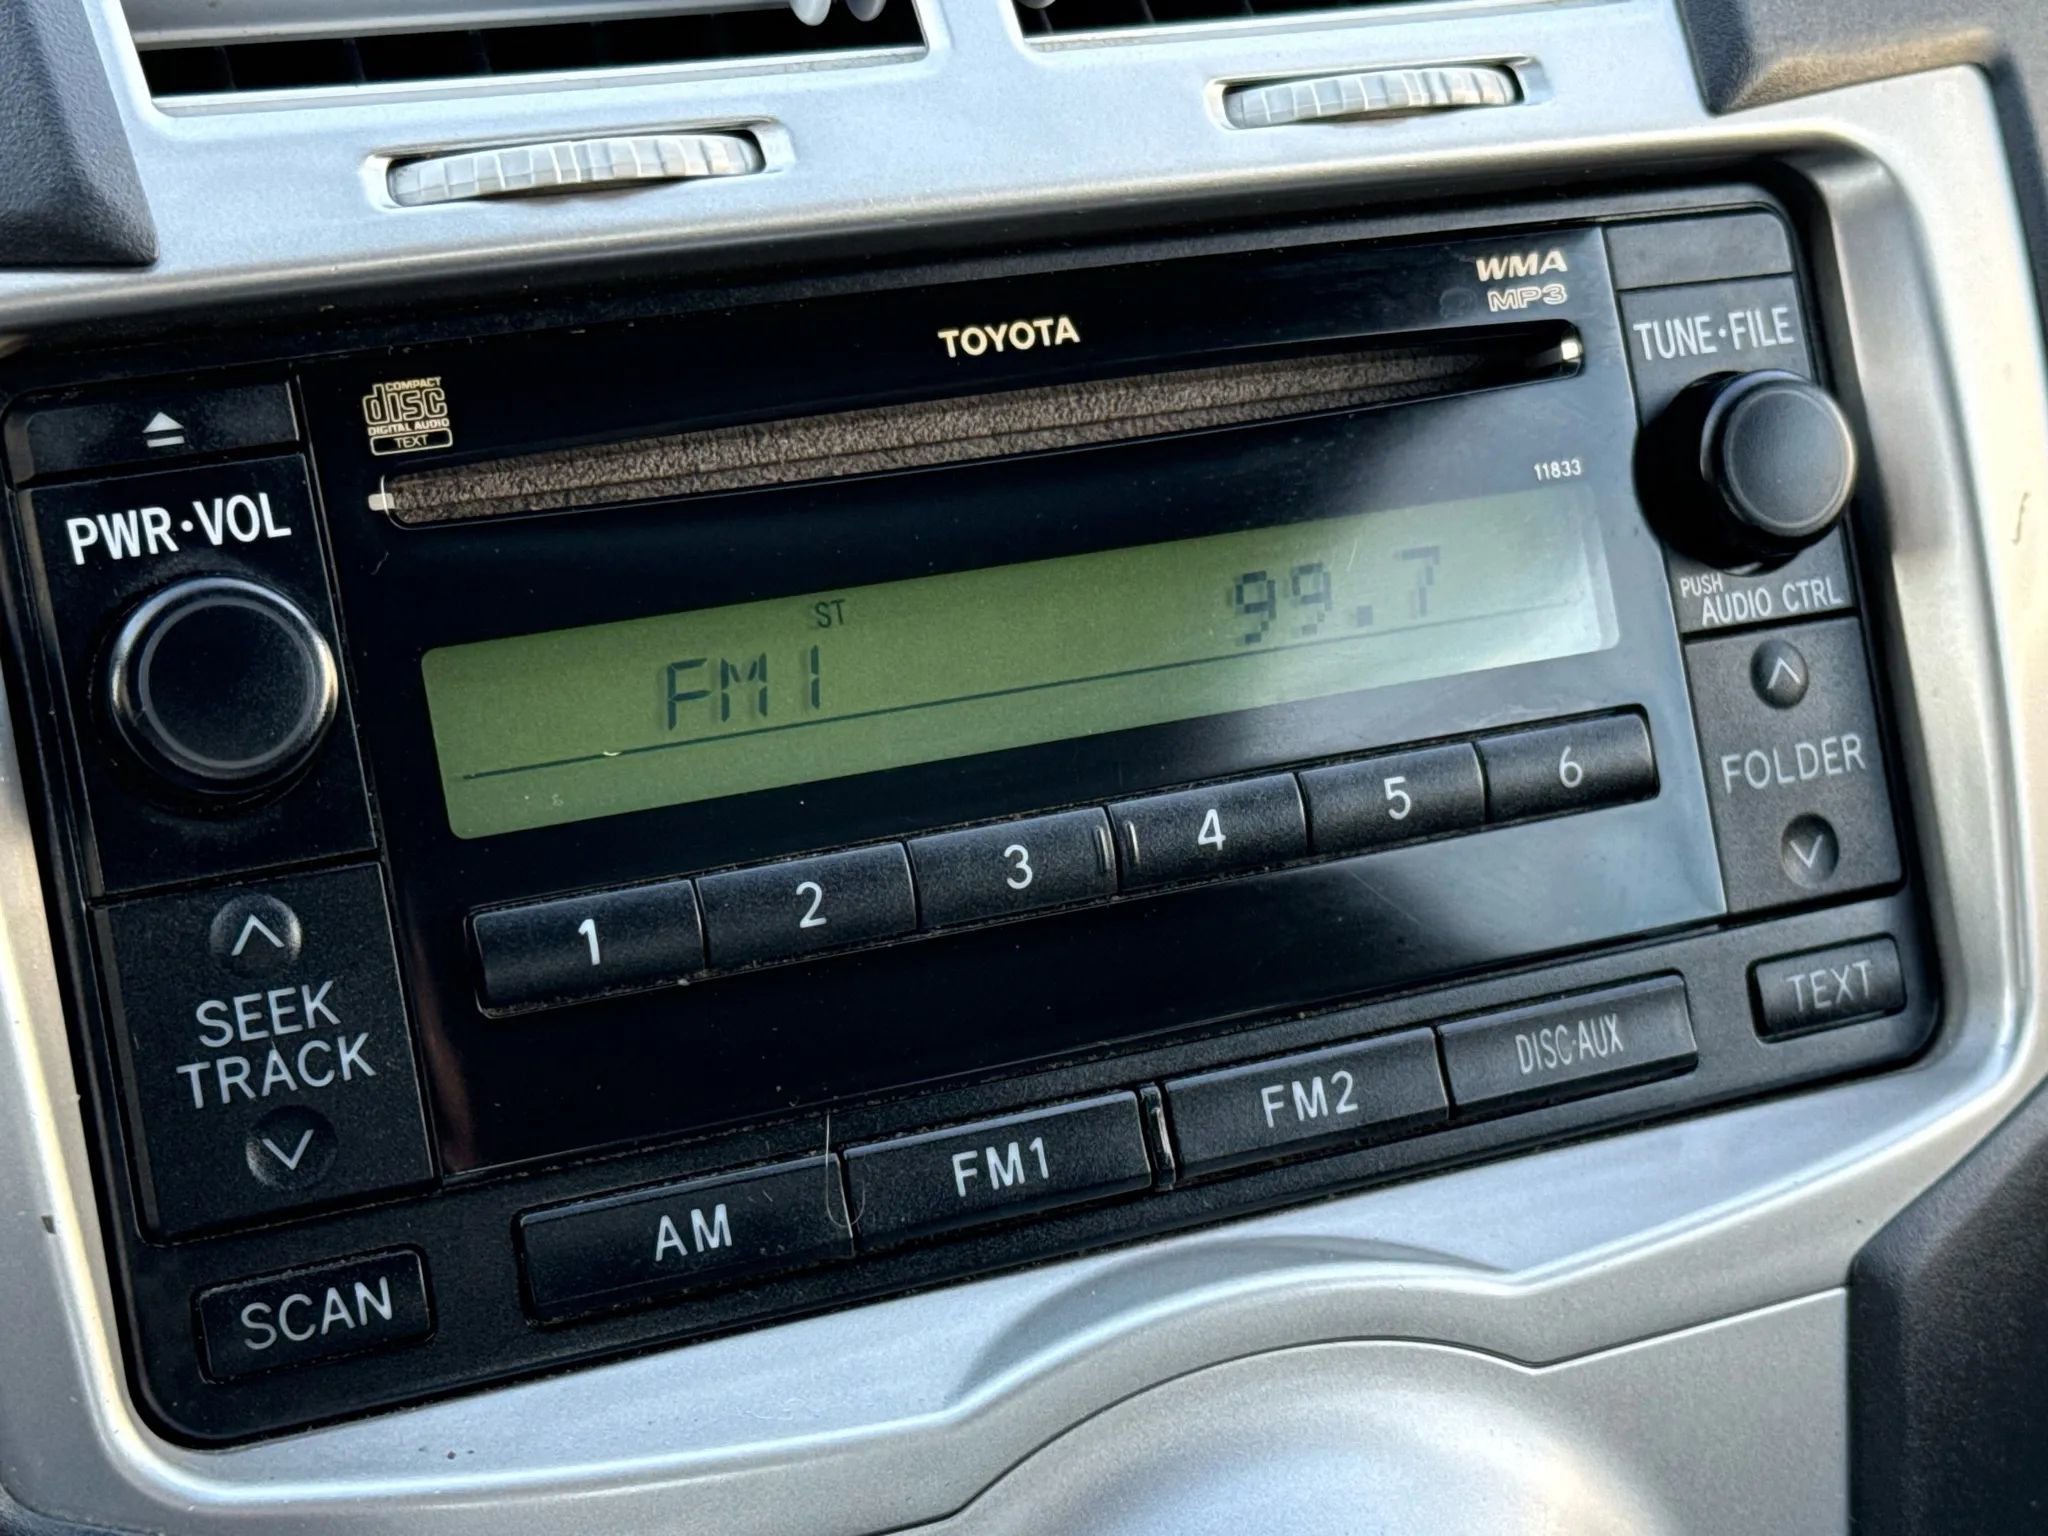 TOYOTA
WMA
MP3
COMPACT
disc
DIGITAL AUDIO
TEXT
11833
PWR·VOL
TUNE·FILE
PUSH
AUDIO CTRL
ST
FM1
99.7
FOLDER
1 2 3 4 5 6
SEEK
TRACK
SCAN
AM
FM1
FM2
DISC·AUX
TEXT